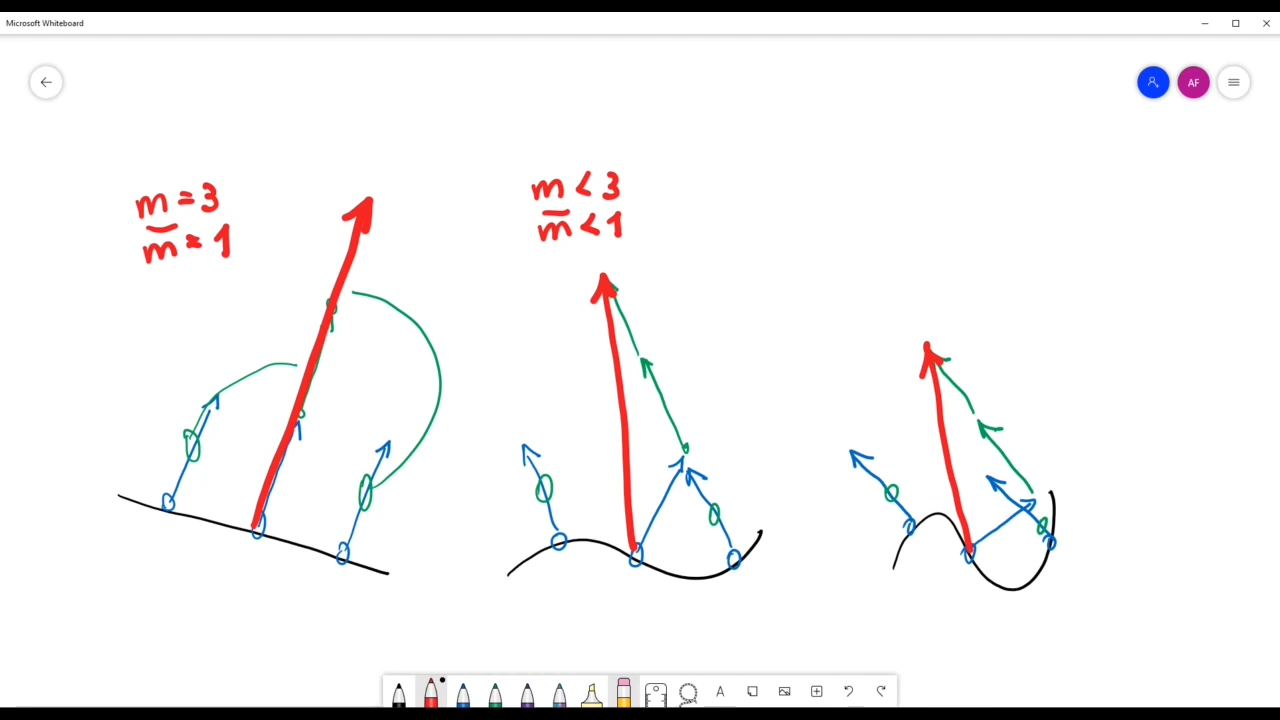 Microsoft Whiteboard
AF
m = 3
m̅ = 1
m < 3
m̅ < 1
A